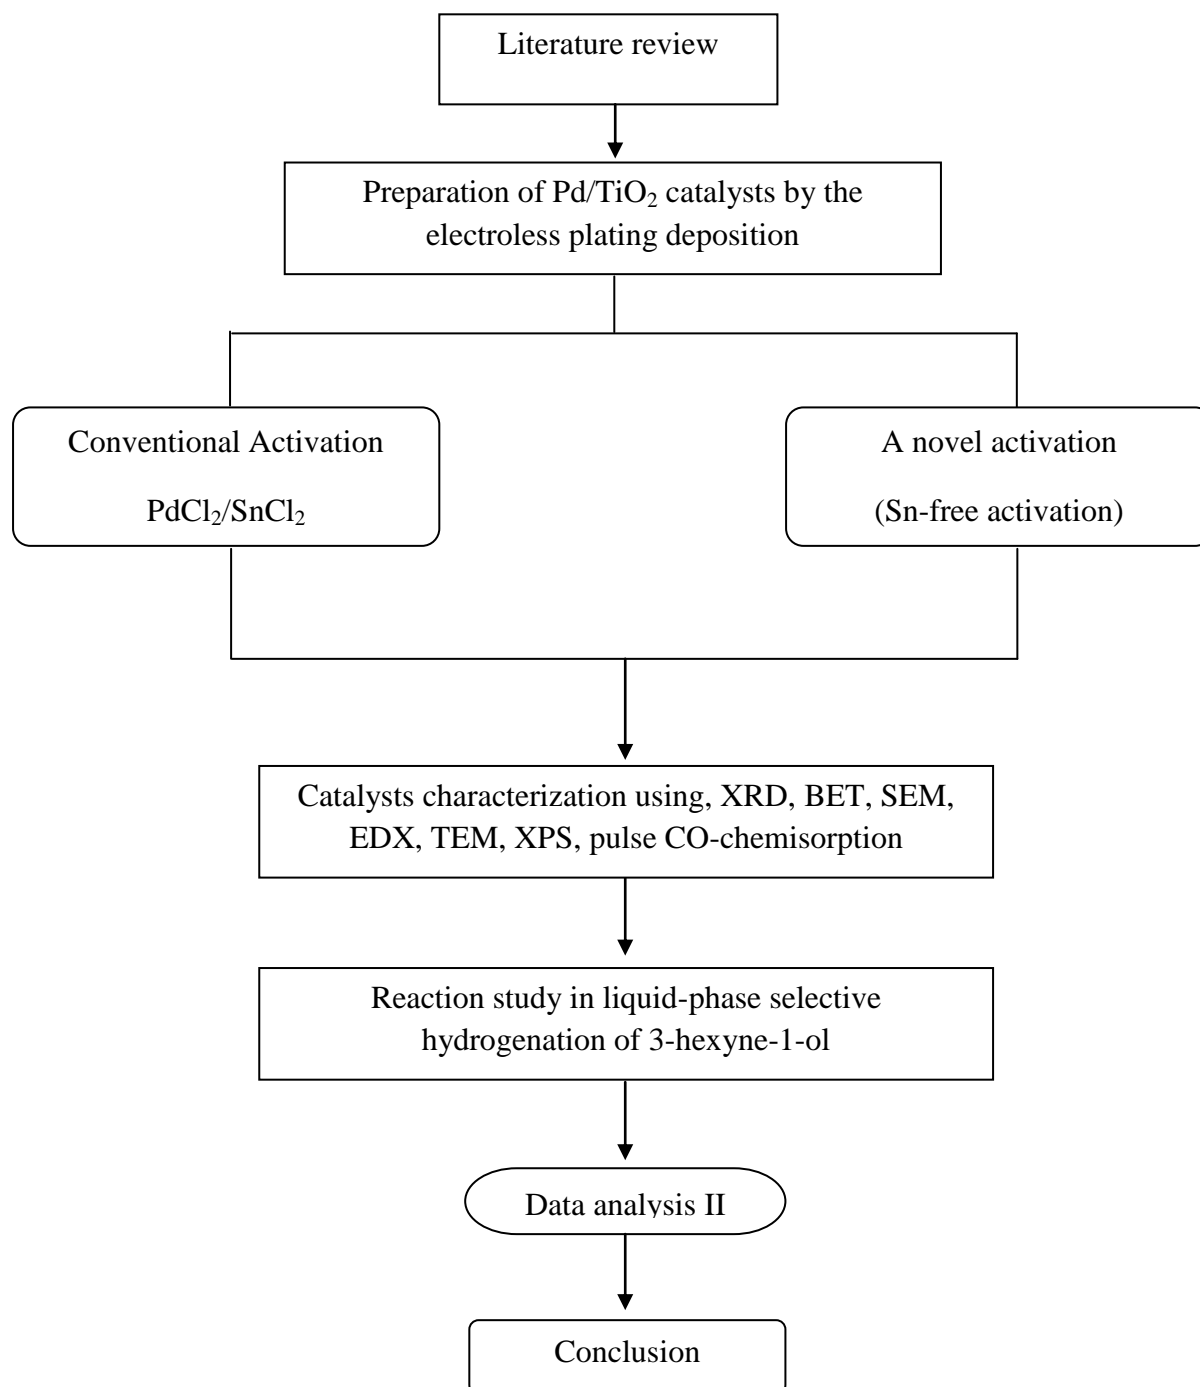 Literature review
Preparation of Pd/TiO₂ catalysts by the
electroless plating deposition
Conventional Activation
PdCl₂/SnCl₂
A novel activation
(Sn-free activation)
Catalysts characterization using, XRD, BET, SEM,
EDX, TEM, XPS, pulse CO-chemisorption
Reaction study in liquid-phase selective
hydrogenation of 3-hexyne-1-ol
Data analysis II
Conclusion